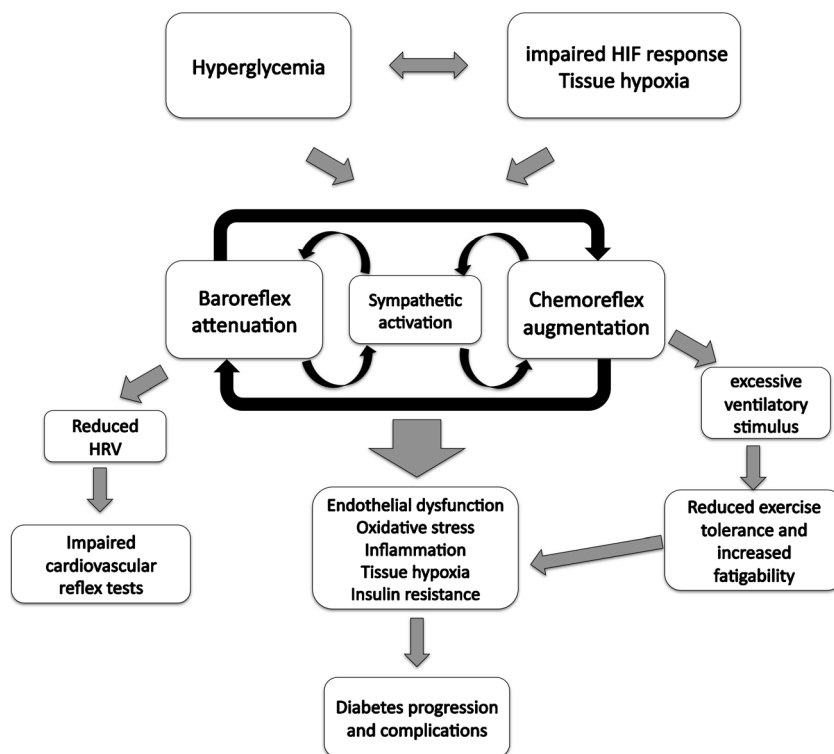 Hyperglycemia
impaired HIF response
Tissue hypoxia
Baroreflex
attenuation
Sympathetic
activation
Chemoreflex
augmentation
Reduced
HRV
excessive
ventilatory
stimulus
Impaired
cardiovascular
reflex tests
Endothelial dysfunction
Oxidative stress
Inflammation
Tissue hypoxia
Insulin resistance
Reduced exercise
tolerance and
increased
fatigability
Diabetes progression
and complications